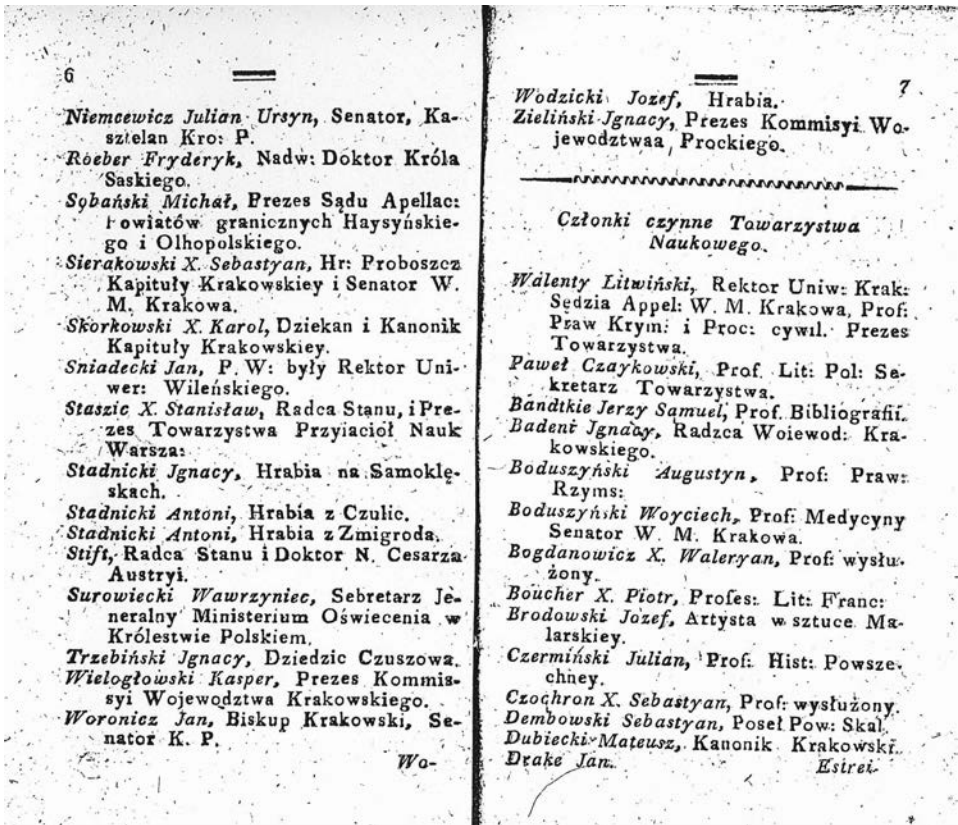 6
Niemcewicz Julian Ursyn, Senator, Ka-
sztelan Kro: P.
Roeber Fryderyk, Nadw: Doktor Króla
Saskiego.
Sobański Michał, Prezes Sądu Apellac:
Powiatów granicznych Haysyńskie-
go i Olhopolskiego.
Sierakowski X. Sebastyan, Hr: Proboszcz
Kapituły Krakowskiey i Senator W.
M. Krakowa.
Skorkowski X. Karol, Dziekan i Kanonik
Kapituły Krakowskiey.
Sniadecki Jan, P. W: były Rektor Uni-
wer: Wileńskiego.
Staszic X. Stanisław, Radca Stanu, i Pre-
zes Towarzystwa Przyiaciół Nauk
Warsza:
Stadnicki Jgnacy, Hrabia na Samoklę-
skach.
Stadnicki Antoni, Hrabia z Czulic.
Stadnicki Antoni, Hrabia z Zmigroda.
Stift, Radca Stanu i Doktor N. Cesarza
Austryi.
Surowiecki Wawrzyniec, Sebretarz Je-
neralny Ministerium Oświecenia w
Królestwie Polskiem.
Trzebiński Jgnacy, Dziedzic Czuszowa.
Wielogłowski Kasper, Prezes Kommis-
syi Wojewodztwa Krakowskiego.
Woronicz Jan, Biskup Krakowski, Se-
nator K. P.
Wo-
7
Wodzicki Jozef, Hrabia.
Zieliński Jgnacy, Prezes Kommisyi Wo-
jewodztwaa Prockiego.
Członki czynne Towarzystwa
Naukowego.
Walenty Litwiński, Rektor Uniw: Krak:
Sędzia Appel: W. M. Krakowa, Prof:
Praw Krym: i Proc: cywil. Prezes
Towarzystwa.
Paweł Czaykowski, Prof. Lit: Pol: Se-
kretarz Towarzystwa.
Bandtkie Jerzy Samuel, Prof. Bibliografii.
Badeni Jgnacy, Radzca Woiewod: Kra-
kowskiego.
Boduszyński Augustyn, Prof: Praw:
Rzyms:
Boduszyński Woyciech, Prof: Medycyny
Senator W. M. Krakowa.
Bogdanowicz X. Waleryan, Prof: wysłu-
żony.
Boucher X. Piotr, Profes: Lit: Franc:
Brodowski Jozef, Artysta w sztuce Ma-
larskiey.
Czermiński Julian, Prof: Hist: Powsze-
chney.
Czochron X. Sebastyan, Prof: wysłużony.
Dembowski Sebastyan, Poseł Pow: Skal.
Dubiecki Mateusz, Kanonik Krakowski.
Drake Jan.
Estrei-